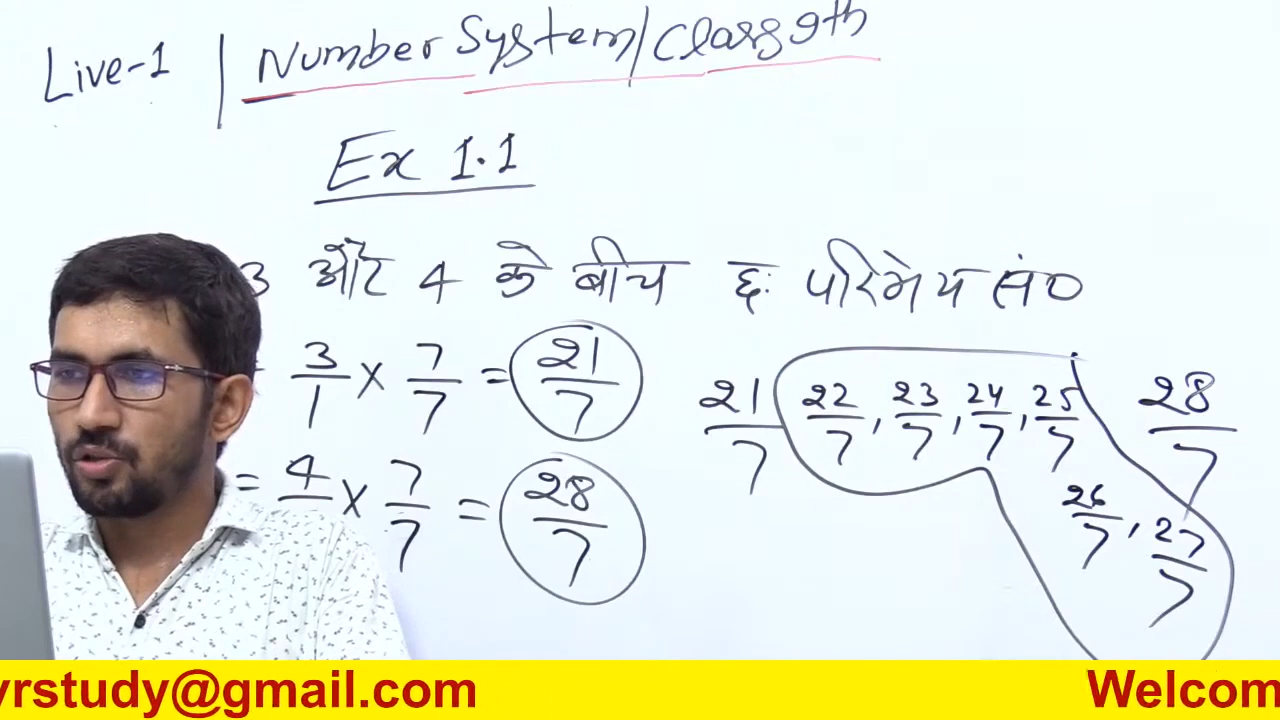 Live-1 | Number System/Class 9th
Ex 1.1
3 और 4 के बीच छः परिमेय सं०
3/1 × 7/7 = 21/7
21/7 22/7, 23/7, 24/7, 25/7 28/7
= 4/ × 7/7 = 28/7
26/7, 27/7
yrstudy@gmail.com Welcom